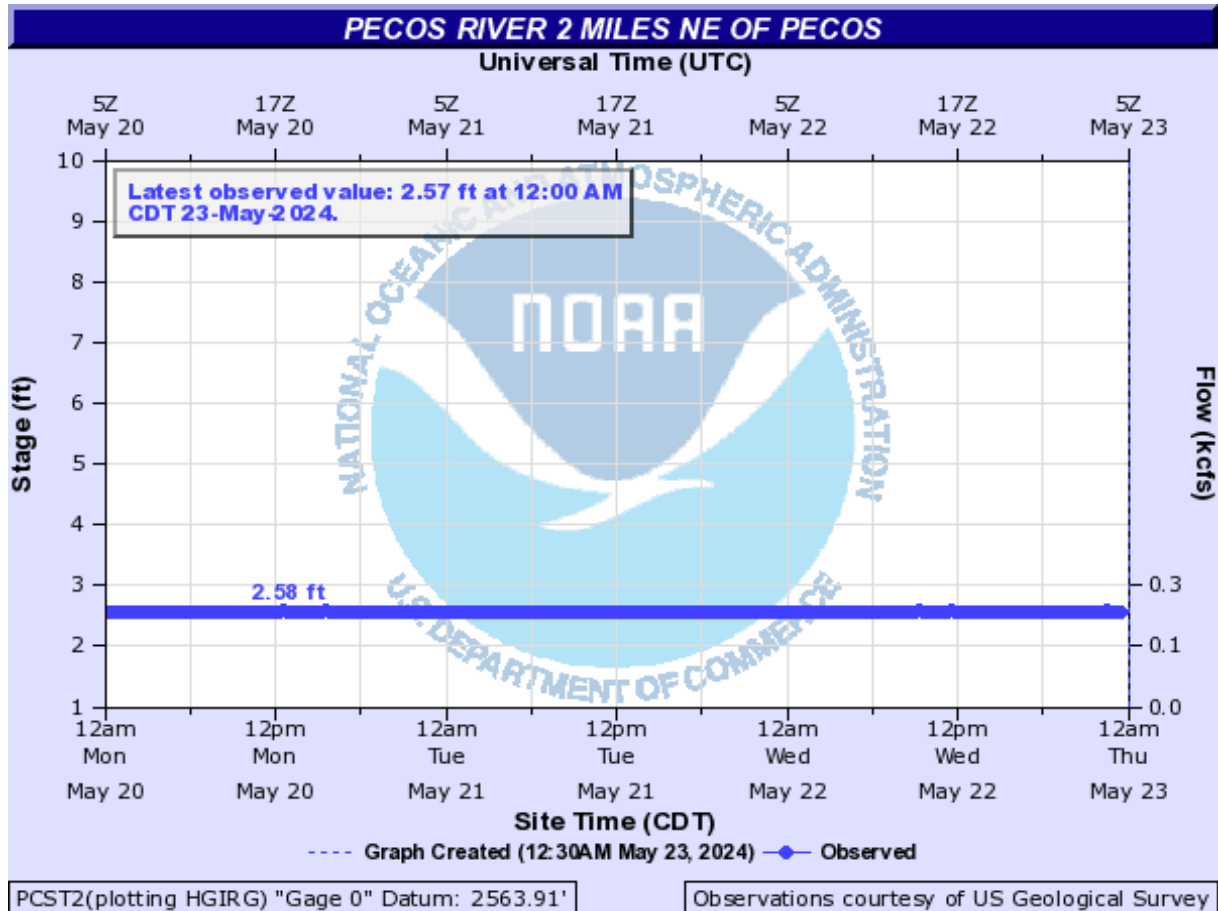 PECOS RIVER 2 MILES NE OF PECOS
Universal Time (UTC)
5Z 17Z 5Z 17Z 5Z 17Z 5Z
May 20 May 20 May 21 May 21 May 22 May 22 May 23
Latest observed value: 2.57 ft at 12:00 AM
CDT 23-May-2024.
NATIONAL OCEANIC AND ATMOSPHERIC ADMINISTRATION
NOAA
U.S. DEPARTMENT OF COMMERCE
Stage (ft)
10
9
8
7
6
5
4
3
2
1
2.58 ft
Flow (kcfs)
0.3
0.1
0.0
12am 12pm 12am 12pm 12am 12pm 12am
Mon Mon Tue Tue Wed Wed Thu
May 20 May 20 May 21 May 21 May 22 May 22 May 23
Site Time (CDT)
Graph Created (12:30AM May 23, 2024) Observed
PCST2(plotting HGIRG) "Gage 0" Datum: 2563.91'
Observations courtesy of US Geological Survey